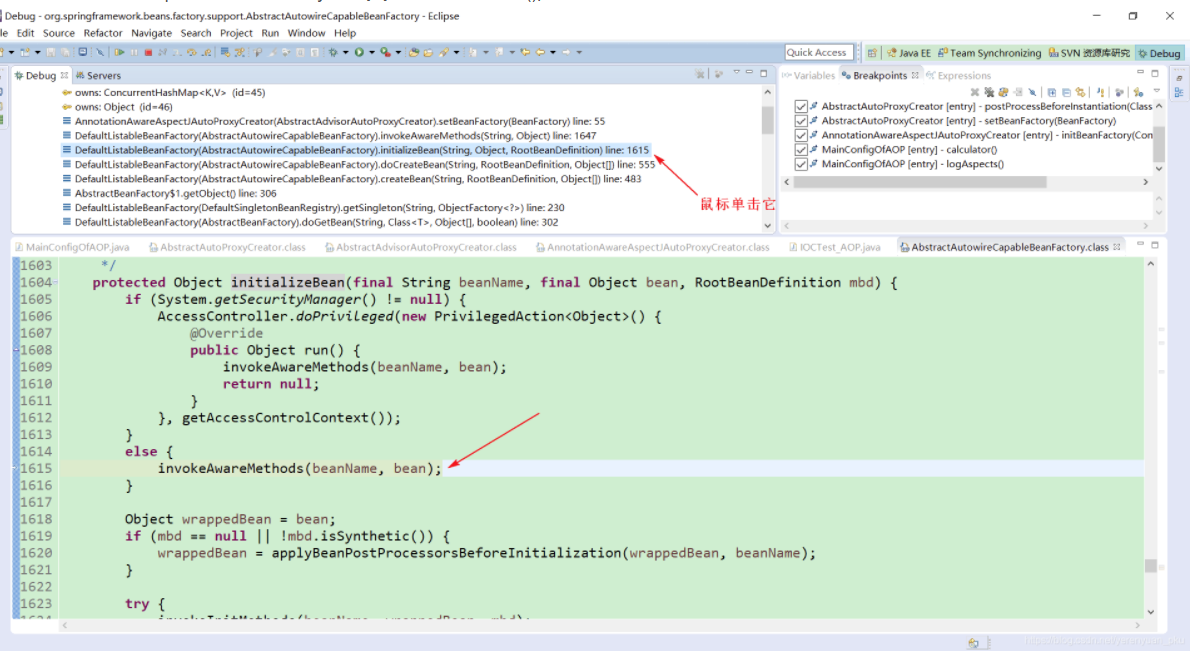 Debug - org.springframework.beans.factory.support.AbstractAutowireCapableBeanFactory - Eclipse
le Edit Source Refactor Navigate Search Project Run Window Help
Quick Access Java EE Team Synchronizing SVN 资源库研究 Debug
Debug Servers
Variables Breakpoints Expressions
owns: ConcurrentHashMap<K,V> (id=45)
owns: Object (id=46)
AnnotationAwareAspectJAutoProxyCreator(AbstractAdvisorAutoProxyCreator).setBeanFactory(BeanFactory) line: 55
DefaultListableBeanFactory(AbstractAutowireCapableBeanFactory).invokeAwareMethods(String, Object) line: 1647
DefaultListableBeanFactory(AbstractAutowireCapableBeanFactory).initializeBean(String, Object, RootBeanDefinition) line: 1615
DefaultListableBeanFactory(AbstractAutowireCapableBeanFactory).doCreateBean(String, RootBeanDefinition, Object[]) line: 555
DefaultListableBeanFactory(AbstractAutowireCapableBeanFactory).createBean(String, RootBeanDefinition, Object[]) line: 483
AbstractBeanFactory$1.getObject() line: 306
DefaultListableBeanFactory(DefaultSingletonBeanRegistry).getSingleton(String, ObjectFactory<?>) line: 230
DefaultListableBeanFactory(AbstractBeanFactory).doGetBean(String, Class<T>, Object[], boolean) line: 302
鼠标单击它
AbstractAutoProxyCreator [entry] - postProcessBeforeInstantiation(Class
AbstractAutoProxyCreator [entry] - setBeanFactory(BeanFactory)
AnnotationAwareAspectJAutoProxyCreator [entry] - initBeanFactory(Con
MainConfigOfAOP [entry] - calculator()
MainConfigOfAOP [entry] - logAspects()
MainConfigOfAOP.java AbstractAutoProxyCreator.class AbstractAdvisorAutoProxyCreator.class AnnotationAwareAspectJAutoProxyCreator.class IOCTest_AOP.java AbstractAutowireCapableBeanFactory.class
1603 */
1604 protected Object initializeBean(final String beanName, final Object bean, RootBeanDefinition mbd) {
1605 if (System.getSecurityManager() != null) {
1606 AccessController.doPrivileged(new PrivilegedAction<Object>() {
1607 @Override
1608 public Object run() {
1609 invokeAwareMethods(beanName, bean);
1610 return null;
1611 }
1612 }, getAccessControlContext());
1613 }
1614 else {
1615 invokeAwareMethods(beanName, bean);
1616 }
1617
1618 Object wrappedBean = bean;
1619 if (mbd == null || !mbd.isSynthetic()) {
1620 wrappedBean = applyBeanPostProcessorsBeforeInitialization(wrappedBean, beanName);
1621 }
1622
1623 try {